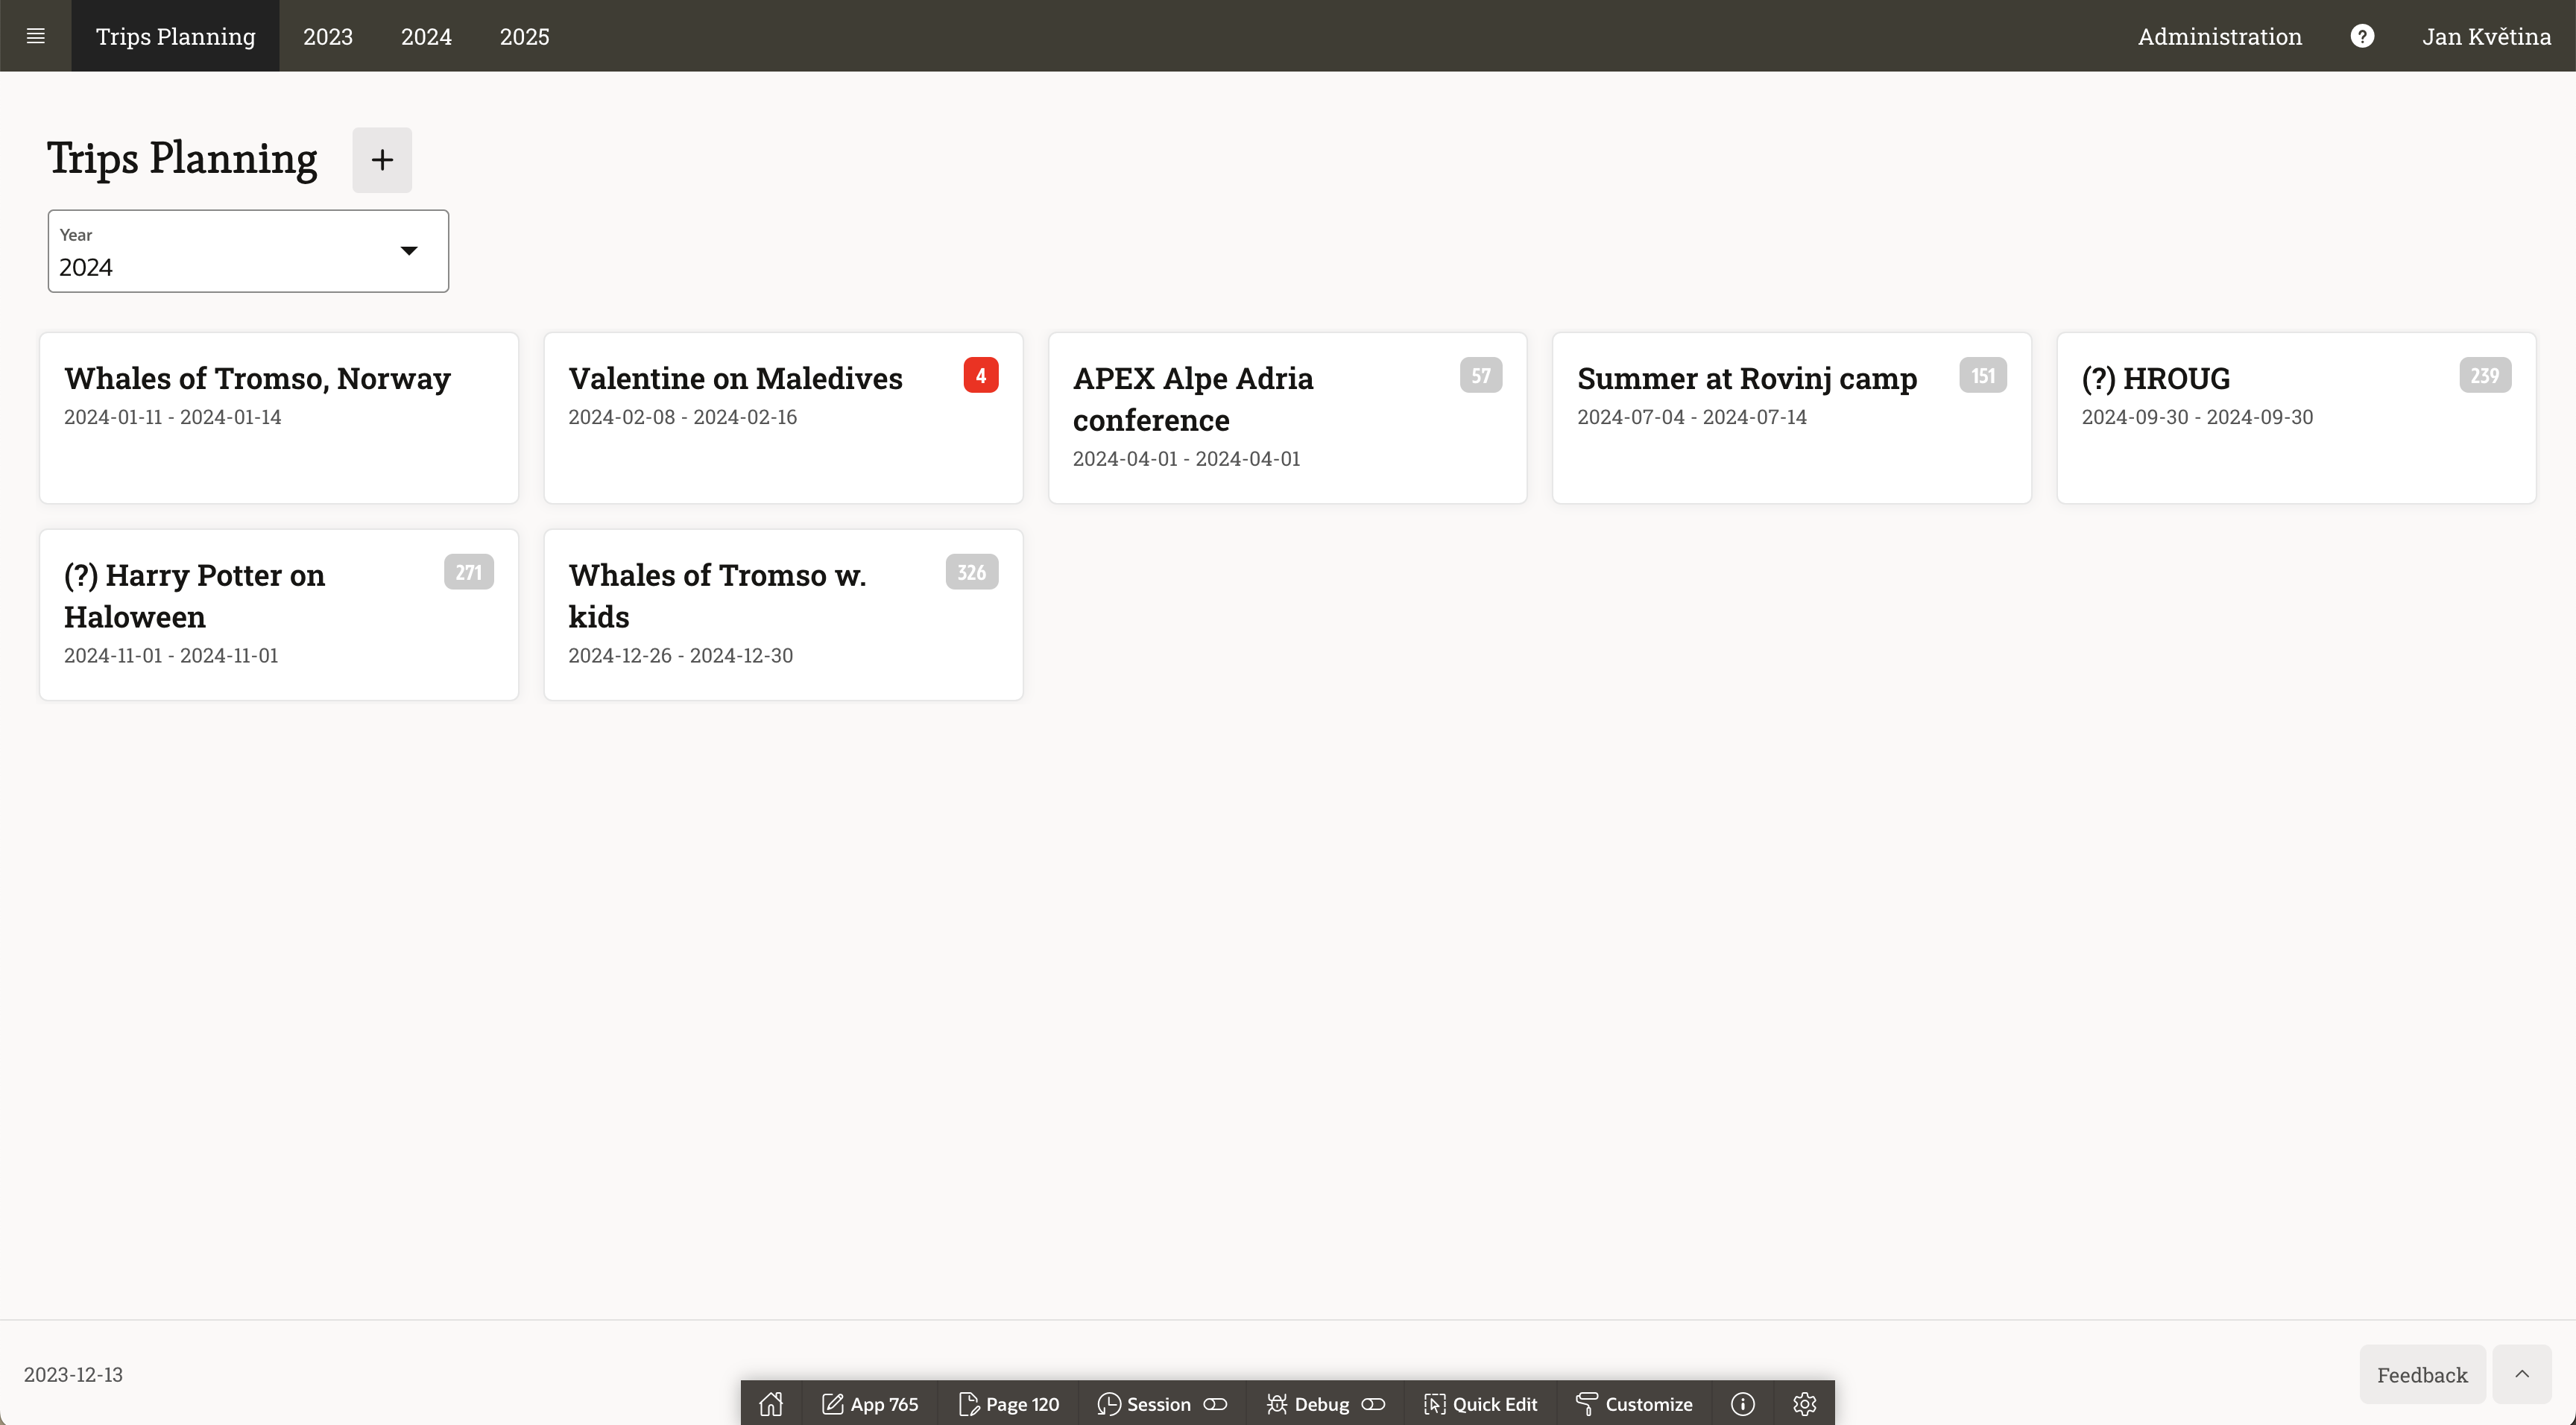 Trips Planning 2023 2024 2025 Administration ? Jan Květina
Trips Planning +
Year
2024
Whales of Tromso, Norway
2024-01-11 - 2024-01-14
Valentine on Maledives 4
2024-02-08 - 2024-02-16
APEX Alpe Adria 57
conference
2024-04-01 - 2024-04-01
Summer at Rovinj camp 151
2024-07-04 - 2024-07-14
(?) HROUG 239
2024-09-30 - 2024-09-30
(?) Harry Potter on 271
Haloween
2024-11-01 - 2024-11-01
Whales of Tromso w. 326
kids
2024-12-26 - 2024-12-30
2023-12-13 Feedback
App 765 Page 120 Session Debug Quick Edit Customize